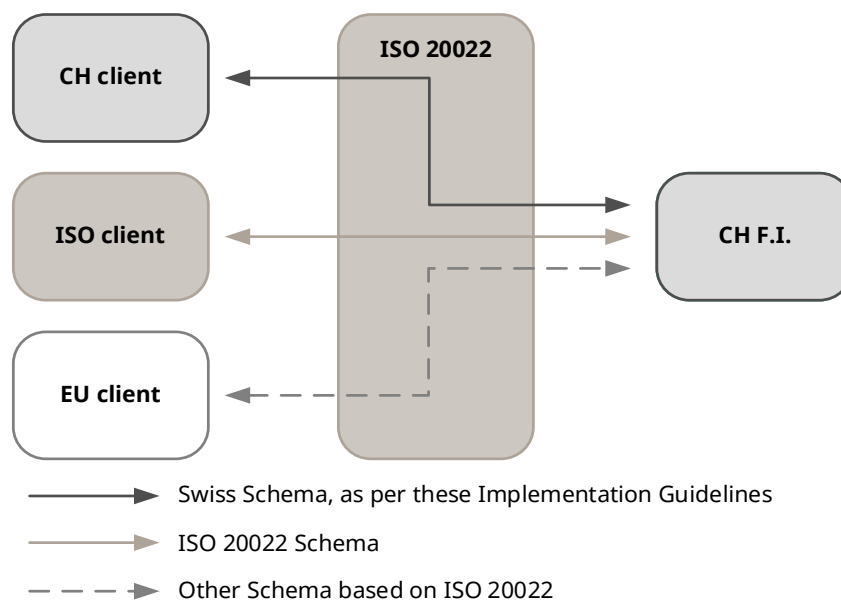 CH client
ISO 20022
ISO client
CH F.I.
EU client
Swiss Schema, as per these Implementation Guidelines
ISO 20022 Schema
Other Schema based on ISO 20022